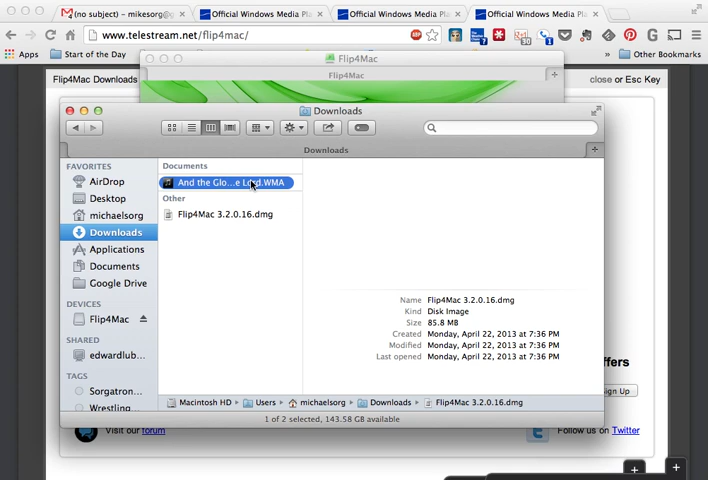 (no subject) - mikesorg@
Official Windows Media Pla
Official Windows Media Pla
Official Windows Media Pla
www.telestream.net/flip4mac/
Apps
Start of the Day
»
Other Bookmarks
Flip4Mac
Flip4Mac
Flip4Mac Downloads
close or Esc Key
Downloads
Downloads
FAVORITES
AirDrop
Desktop
michaelsorg
Downloads
Applications
Documents
Google Drive
DEVICES
Flip4Mac
SHARED
edwardlub...
TAGS
Sorgatron...
Wrestling...
Documents
And the Glo...e Lord.WMA
Other
Flip4Mac 3.2.0.16.dmg
Name Flip4Mac 3.2.0.16.dmg
Kind Disk Image
Size 85.8 MB
Created Monday, April 22, 2013 at 7:36 PM
Modified Monday, April 22, 2013 at 7:36 PM
Last opened Monday, April 22, 2013 at 7:36 PM
Macintosh HD ▸ Users ▸ michaelsorg ▸ Downloads ▸ Flip4Mac 3.2.0.16.dmg
1 of 2 selected, 143.58 GB available
ffers
Sign Up
Visit our forum
Follow us on Twitter